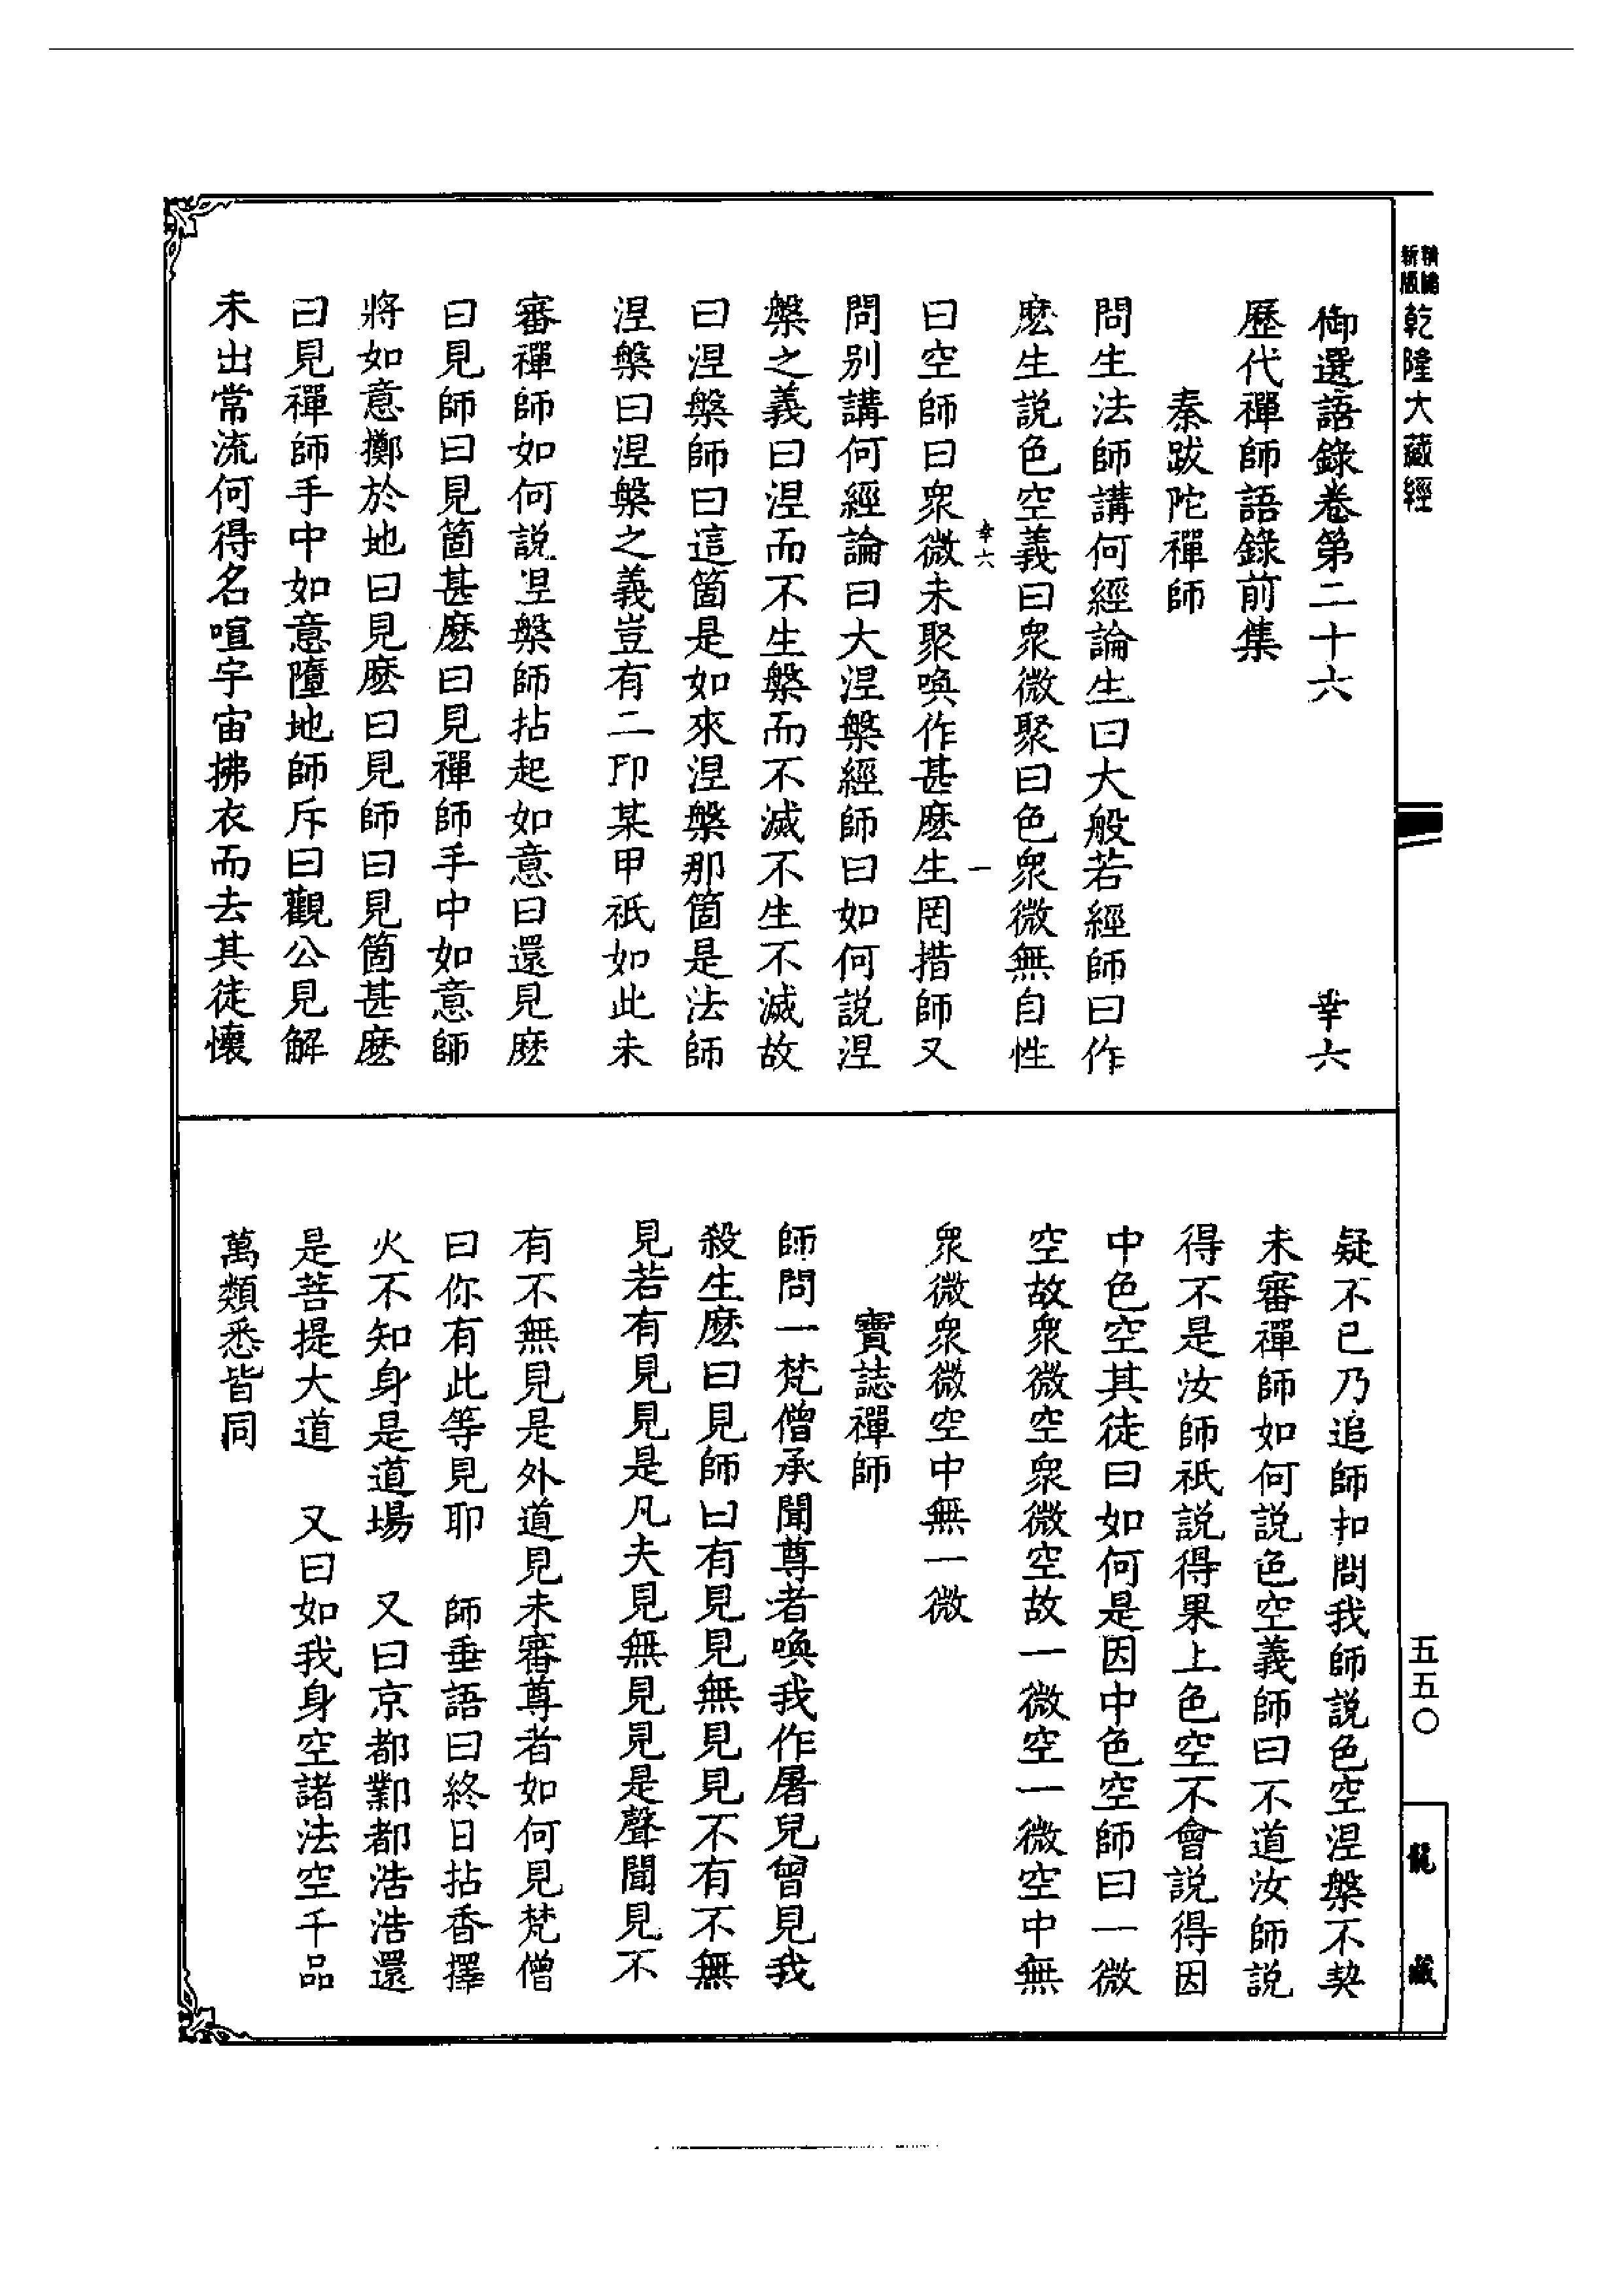 新版精縮乾隆大藏經
御選語錄卷第二十六 幸六
歷代禪師語錄前集
秦跋陀禪師
問生法師講何經論生曰大般若經師曰作
麽生說色空義曰眾微聚曰色眾微無自性
幸六 一
曰空師曰眾微未聚喚作甚麽生罔措師又
問別講何經論曰大涅槃經師曰如何說涅
槃之義曰涅而不生槃而不滅不生不滅故
曰涅槃師曰這箇是如來涅槃那箇是法師
涅槃曰涅槃之義豈有二邪某甲祇如此未
審禪師如何說涅槃師拈起如意曰還見麽
曰見師曰見箇甚麽曰見禪師手中如意師
將如意擲於地曰見麽曰見師曰見箇甚麽
曰見禪師手中如意墮地師斥曰觀公見解
未出常流何得名喧宇宙拂衣而去其徒懷
疑不已乃追師扣問我師說色空涅槃不契
未審禪師如何說色空義師曰不道汝師說
得不是汝師祇說得果上色空不會說得因
中色空其徒曰如何是因中色空師曰一微
空故眾微空眾微空故一微空一微空中無
眾微眾微空中無一微
寶誌禪師
師問一梵僧承聞尊者喚我作屠兒曾見我
殺生麽曰見師曰有見見無見見不有不無
見若有見見是凡夫見無見見是聲聞見不
有不無見是外道見未審尊者如何見梵僧
曰你有此等見耶 師垂語曰終日拈香擇
火不知身是道場 又曰京都鄴都浩浩還
是菩提大道 又曰如我身空諸法空千品
萬類悉皆同
五五〇
龍藏